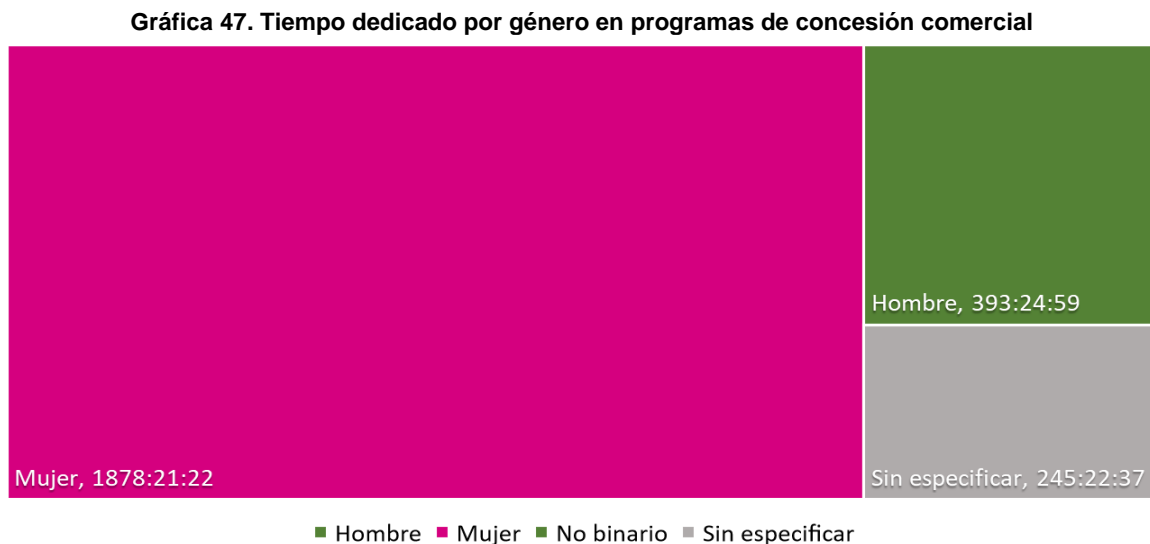 Gráfica 47. Tiempo dedicado por género en programas de concesión comercial
Hombre, 393:24:59
Mujer, 1878:21:22
Sin especificar, 245:22:37
Hombre Mujer No binario Sin especificar